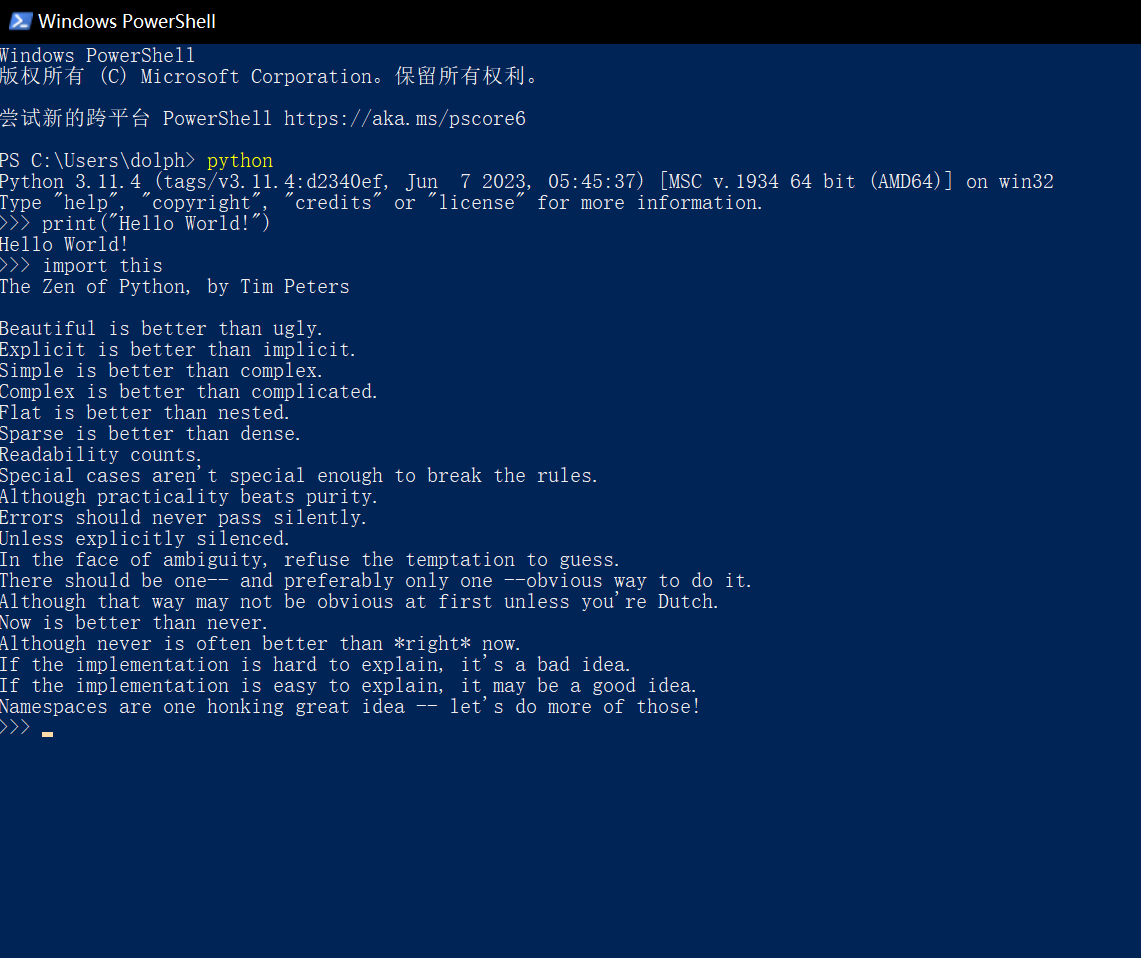 Windows PowerShell
Windows PowerShell
版权所有 (C) Microsoft Corporation。保留所有权利。
尝试新的跨平台 PowerShell https://aka.ms/pscore6
PS C:\Users\dolph> python
Python 3.11.4 (tags/v3.11.4:d2340ef, Jun  7 2023, 05:45:37) [MSC v.1934 64 bit (AMD64)] on win32
Type "help", "copyright", "credits" or "license" for more information.
>>> print("Hello World!")
Hello World!
>>> import this
The Zen of Python, by Tim Peters
Beautiful is better than ugly.
Explicit is better than implicit.
Simple is better than complex.
Complex is better than complicated.
Flat is better than nested.
Sparse is better than dense.
Readability counts.
Special cases aren't special enough to break the rules.
Although practicality beats purity.
Errors should never pass silently.
Unless explicitly silenced.
In the face of ambiguity, refuse the temptation to guess.
There should be one-- and preferably only one --obvious way to do it.
Although that way may not be obvious at first unless you're Dutch.
Now is better than never.
Although never is often better than *right* now.
If the implementation is hard to explain, it's a bad idea.
If the implementation is easy to explain, it may be a good idea.
Namespaces are one honking great idea -- let's do more of those!
>>>